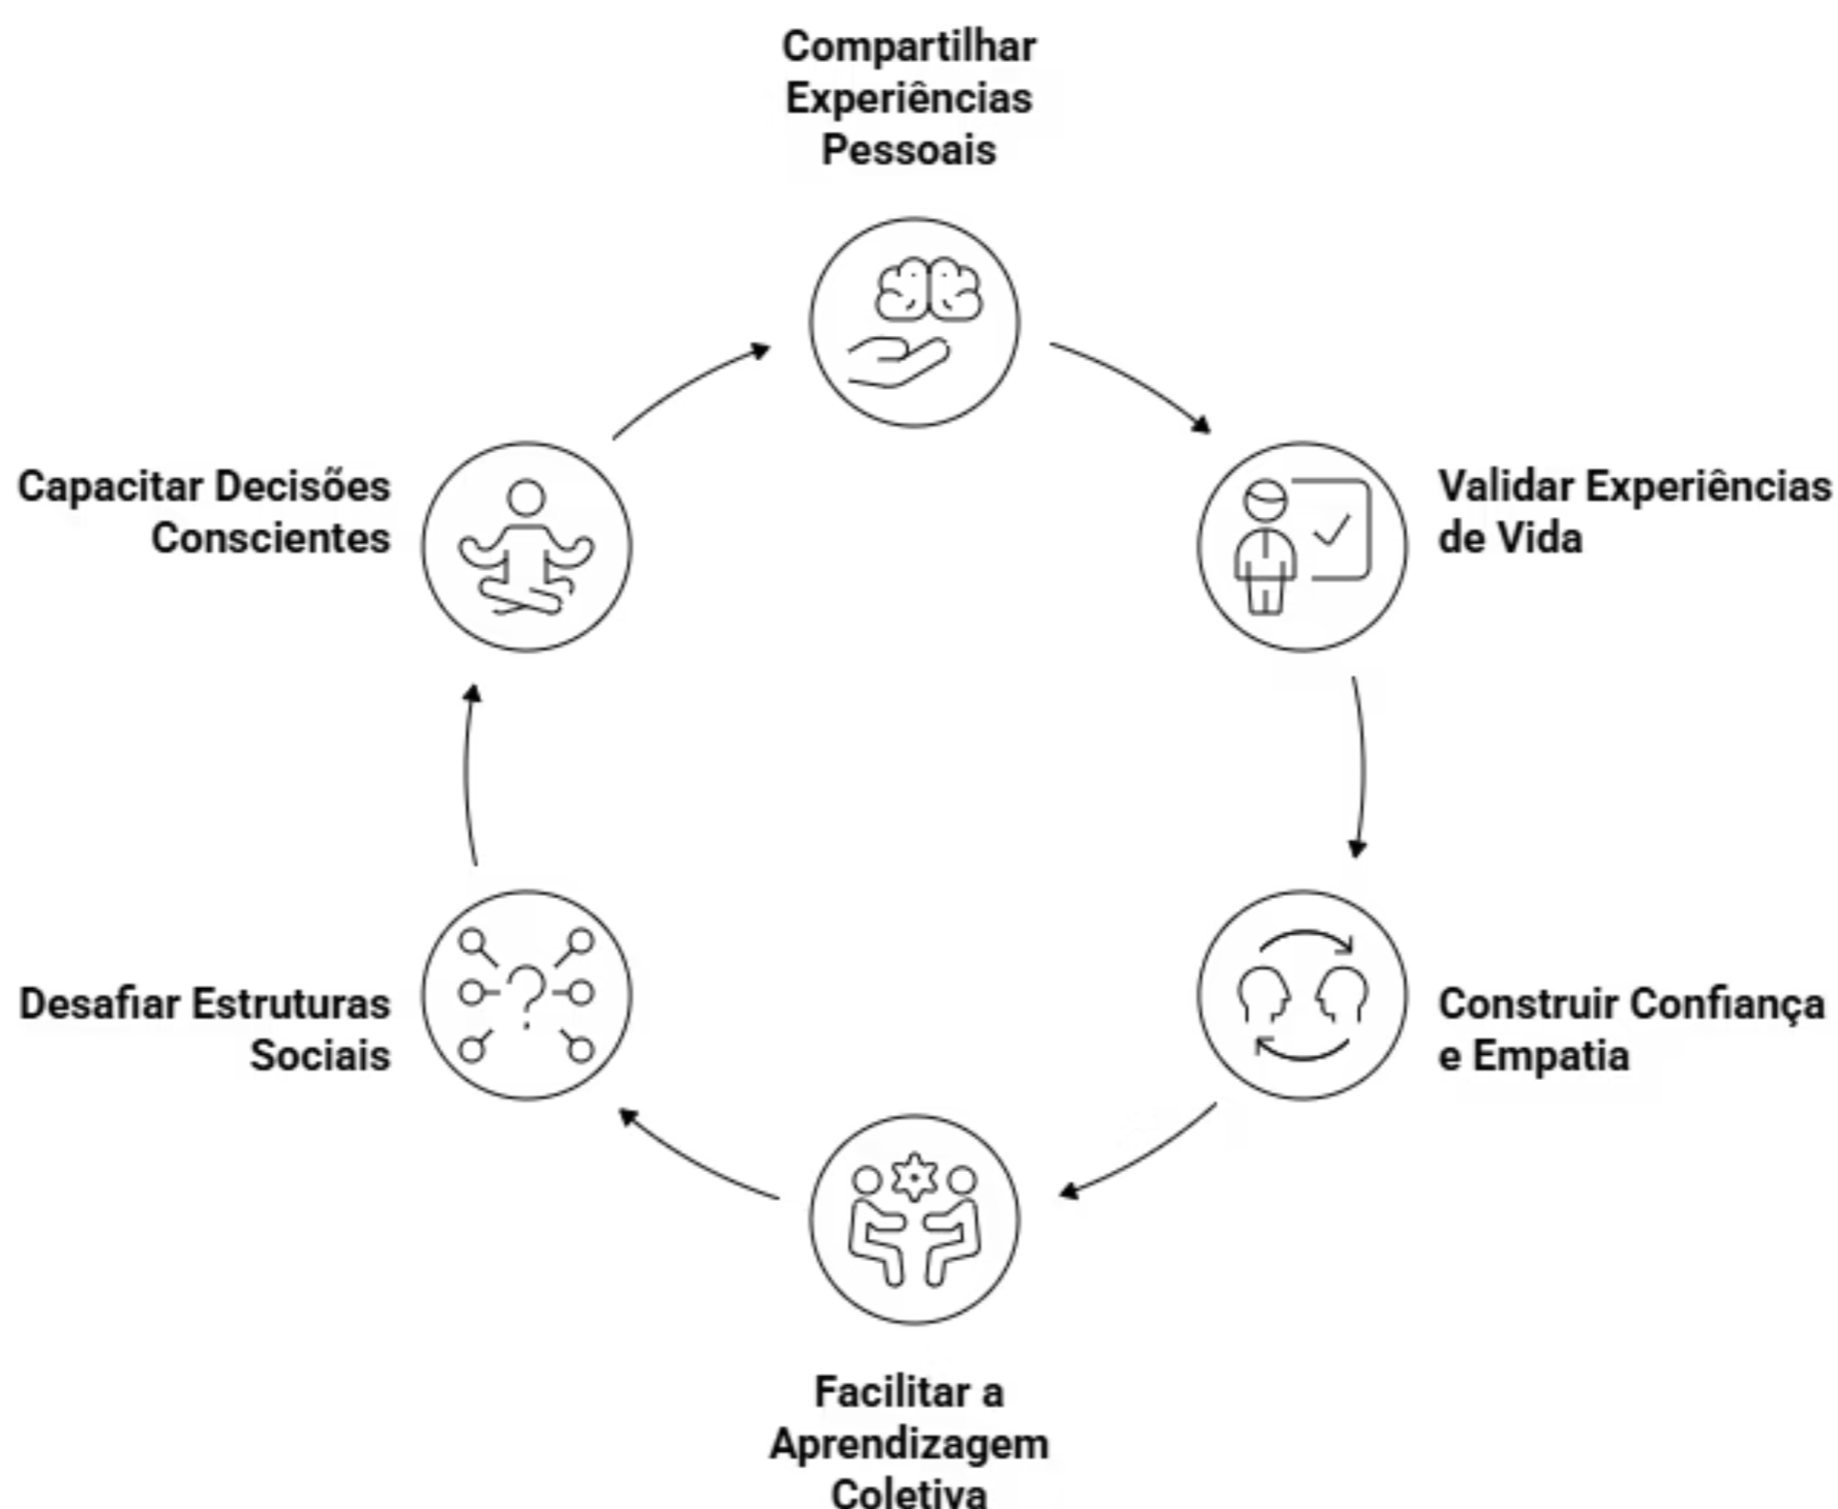 Compartilhar
Experiências
Pessoais
Validar Experiências
de Vida
Construir Confiança
e Empatia
Facilitar a
Aprendizagem
Coletiva
Desafiar Estruturas
Sociais
Capacitar Decisões
Conscientes